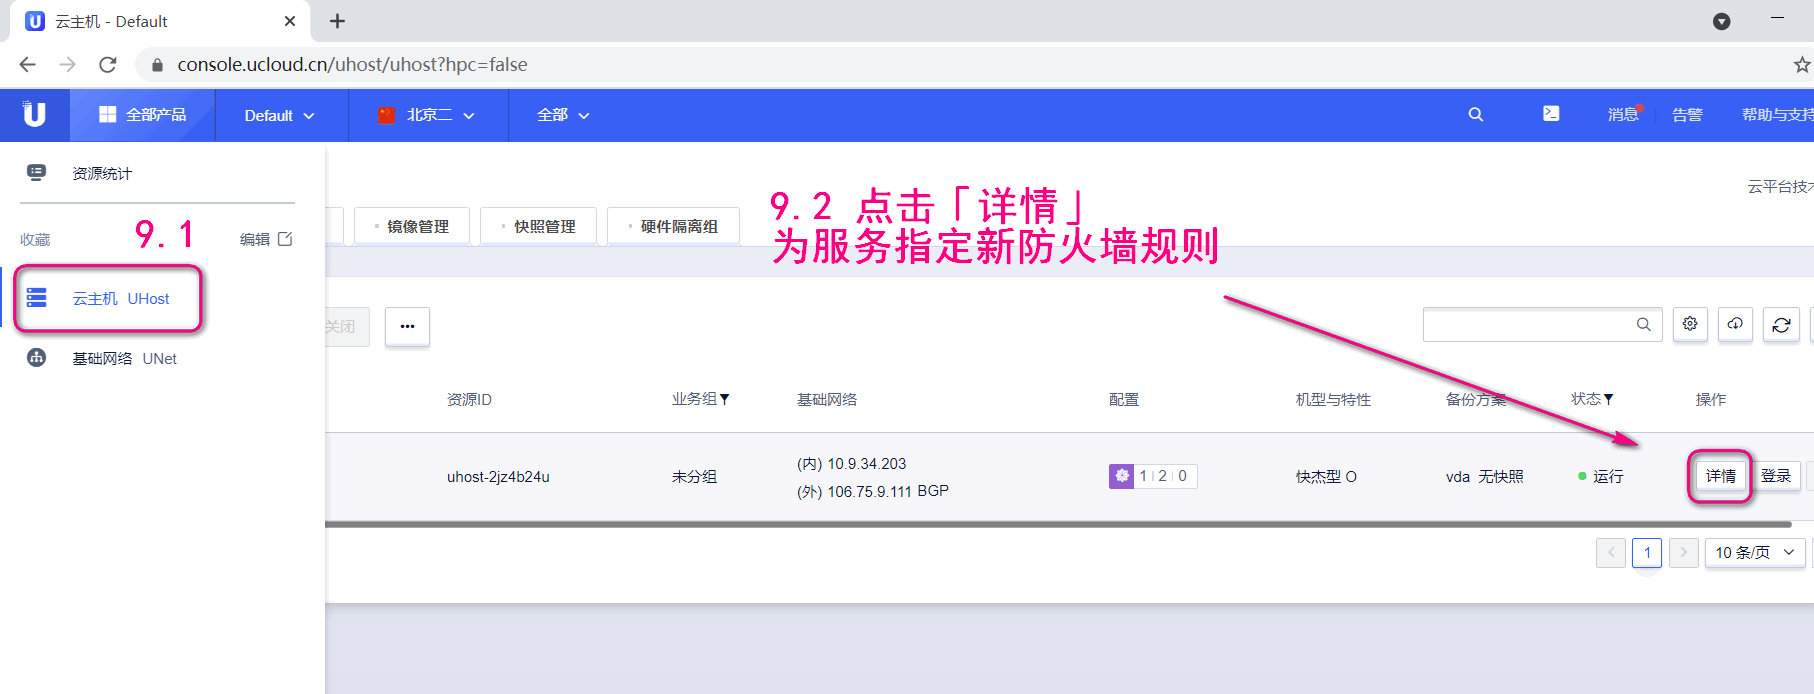 云主机 - Default
console.ucloud.cn/uhost/uhost?hpc=false
U 全部产品 Default 北京二 全部 消息 告警 帮助与支持
资源统计
云平台技术
9.1
收藏 编辑
镜像管理 快照管理 硬件隔离组
9.2 点击「详情」
为服务指定新防火墙规则
云主机 UHost
关闭 •••
基础网络 UNet
资源ID 业务组 基础网络 配置 机型与特性 备份方案 状态 操作
uhost-2jz4b24u 未分组 (内) 10.9.34.203 1 2 0 快杰型 O vda 无快照 运行 详情 登录
(外) 106.75.9.111 BGP
1 10 条/页